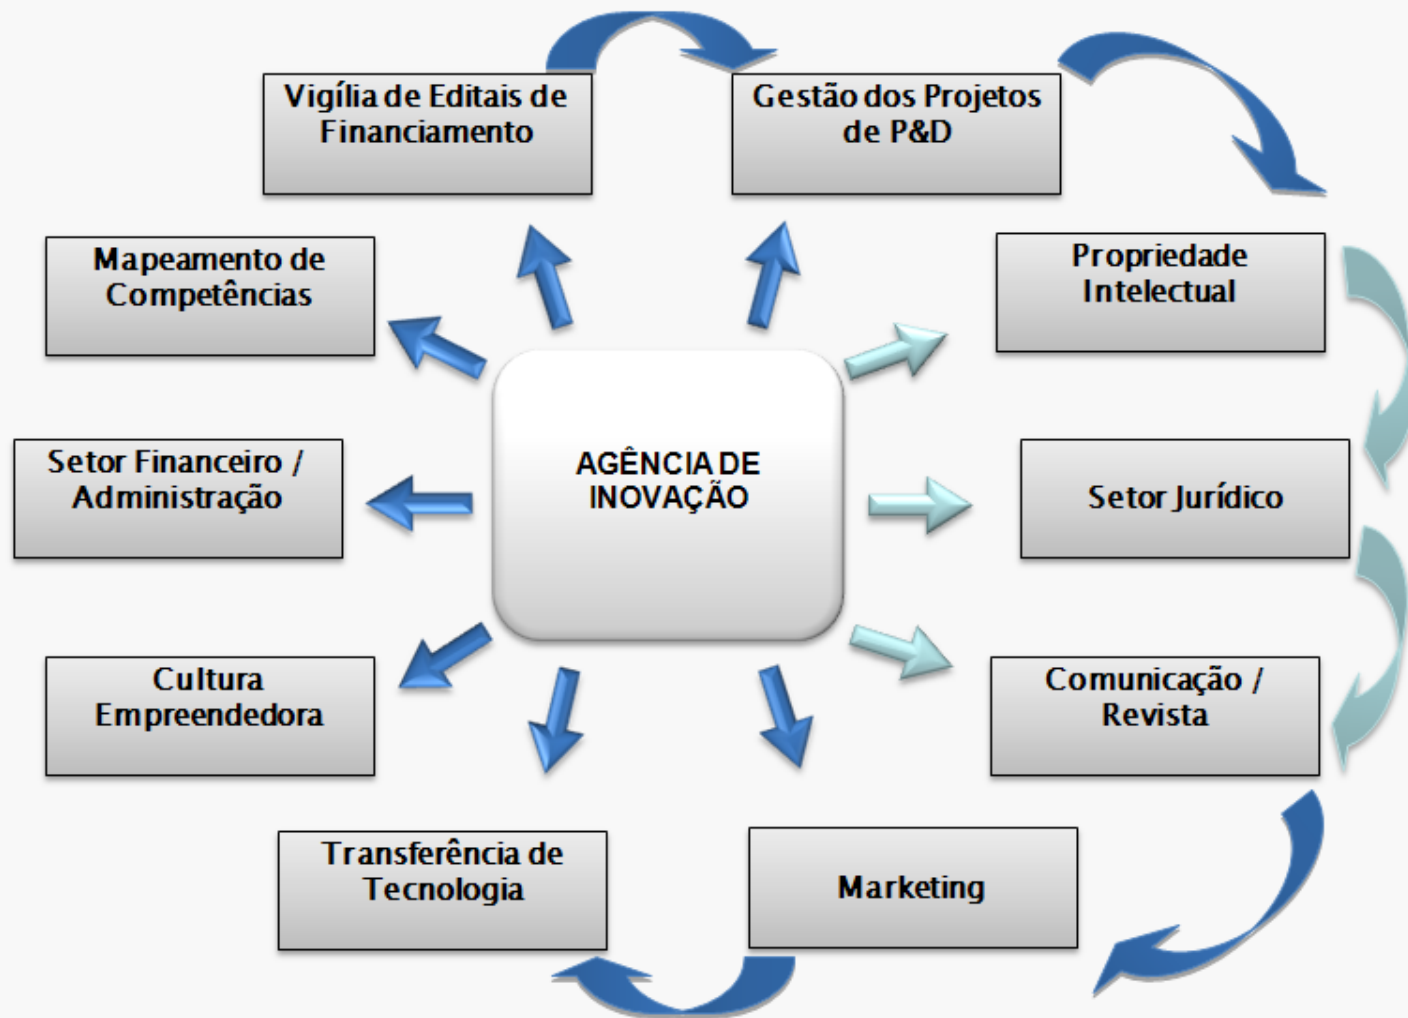 Vigília de Editais de
Financiamento
Gestão dos Projetos
de P&D
Mapeamento de
Competências
Propriedade
Intelectual
Setor Financeiro /
Administração
AGÊNCIA DE
INOVAÇÃO
Setor Jurídico
Cultura
Empreendedora
Comunicação /
Revista
Transferência de
Tecnologia
Marketing